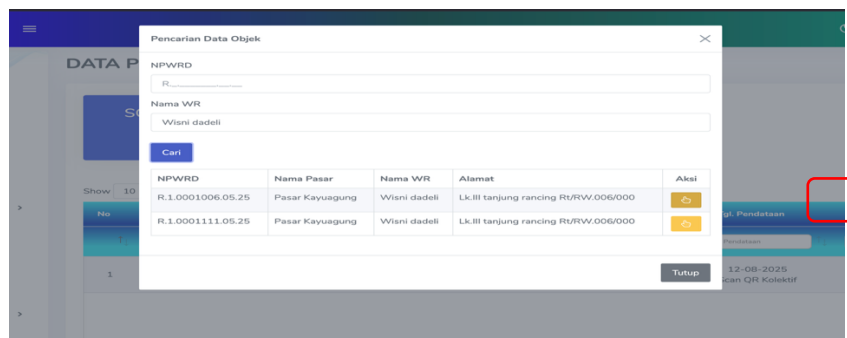 Pencarian Data Objek
DATA P
NPWRD
R.
Nama WR
Wisni dadeli
Cari
NPWRD Nama Pasar Nama WR Alamat Aksi
R.1.0001006.05.25 Pasar Kayuagung Wisni dadeli Lk.III tanjung rancing Rt/RW.006/000
R.1.0001111.05.25 Pasar Kayuagung Wisni dadeli Lk.III tanjung rancing Rt/RW.006/000
Tutup
Show 10
No gl. Pendataan
Pendataan
1 12-08-2025
Scan QR Kolektif